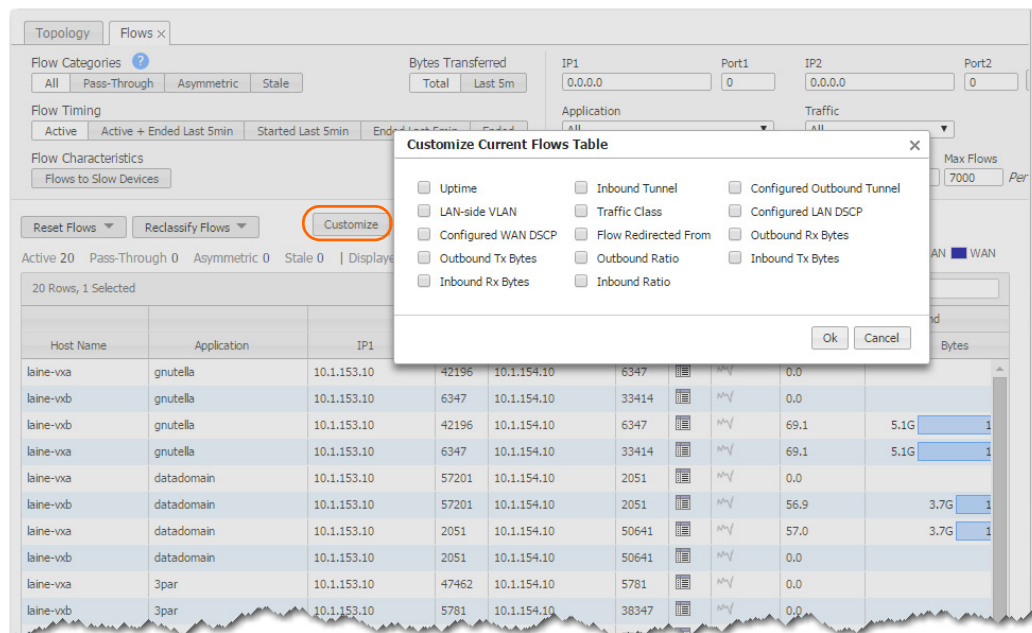 Topology Flows ×
Flow Categories ? Bytes Transferred IP1 Port1 IP2 Port2
All Pass-Through Asymmetric Stale Total Last 5m 0.0.0.0 0 0.0.0.0 0
Flow Timing Application Traffic
Active Active + Ended Last 5min Started Last 5min Ended Last 5min Ended All All
Flow Characteristics Max Flows
Flows to Slow Devices 7000 Per
Customize Current Flows Table ×
Uptime Inbound Tunnel Configured Outbound Tunnel
LAN-side VLAN Traffic Class Configured LAN DSCP
Configured WAN DSCP Flow Redirected From Outbound Rx Bytes
Outbound Tx Bytes Outbound Ratio Inbound Tx Bytes
Inbound Rx Bytes Inbound Ratio
Ok Cancel
Reset Flows Reclassify Flows Customize
Active 20 Pass-Through 0 Asymmetric 0 Stale 0 | Displaye AN WAN
20 Rows, 1 Selected
nd
Host Name Application IP1 Bytes
laine-vxa gnutella 10.1.153.10 42196 10.1.154.10 6347 0.0
laine-vxb gnutella 10.1.153.10 6347 10.1.154.10 33414 0.0
laine-vxb gnutella 10.1.153.10 42196 10.1.154.10 6347 69.1 5.1G 1
laine-vxa gnutella 10.1.153.10 6347 10.1.154.10 33414 69.1 5.1G 1
laine-vxa datadomain 10.1.153.10 57201 10.1.154.10 2051 0.0
laine-vxb datadomain 10.1.153.10 57201 10.1.154.10 2051 56.9 3.7G 1
laine-vxa datadomain 10.1.153.10 2051 10.1.154.10 50641 57.0 3.7G 1
laine-vxb datadomain 10.1.153.10 2051 10.1.154.10 50641 0.0
laine-vxa 3par 10.1.153.10 47462 10.1.154.10 5781 0.0
laine-vxb 3par 10.1.153.10 5781 10.1.154.10 38347 0.0